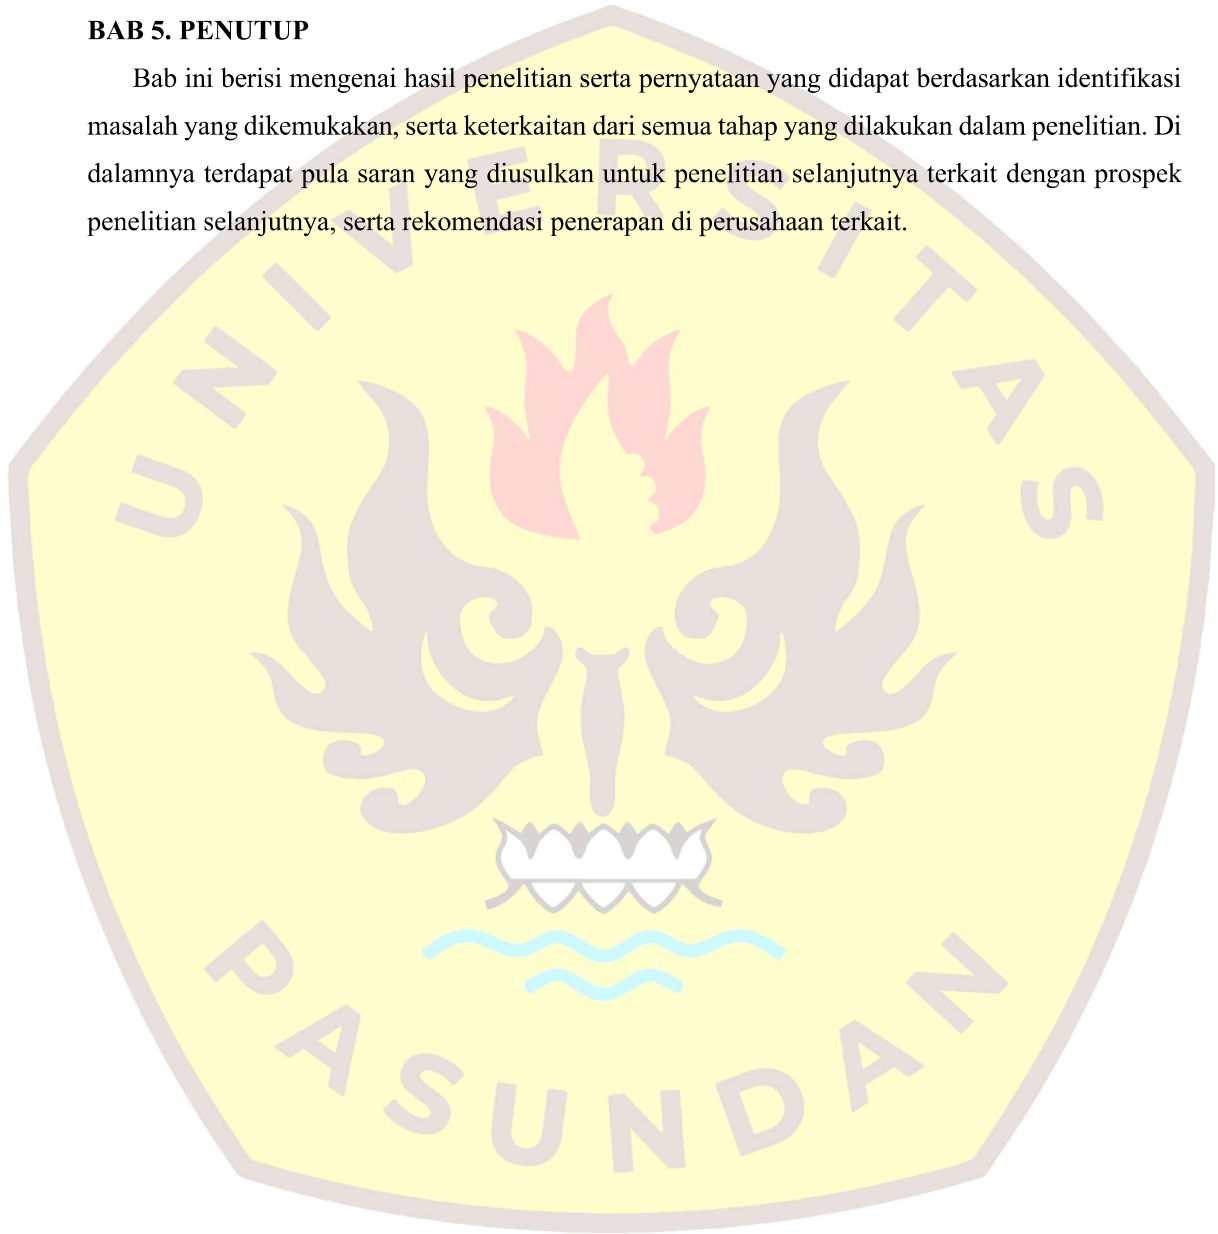 BAB 5. PENUTUP
Bab ini berisi mengenai hasil penelitian serta pernyataan yang didapat berdasarkan identifikasi
masalah yang dikemukakan, serta keterkaitan dari semua tahap yang dilakukan dalam penelitian. Di
dalamnya terdapat pula saran yang diusulkan untuk penelitian selanjutnya terkait dengan prospek
penelitian selanjutnya, serta rekomendasi penerapan di perusahaan terkait.
UNIVERSITAS
PASUNDAN